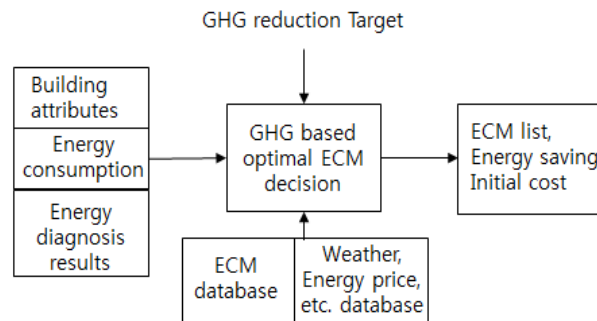 GHG reduction Target
Building
attributes
Energy
consumption
Energy
diagnosis
results
GHG based
optimal ECM
decision
ECM list,
Energy saving
Initial cost
ECM
database
Weather,
Energy price,
etc. database